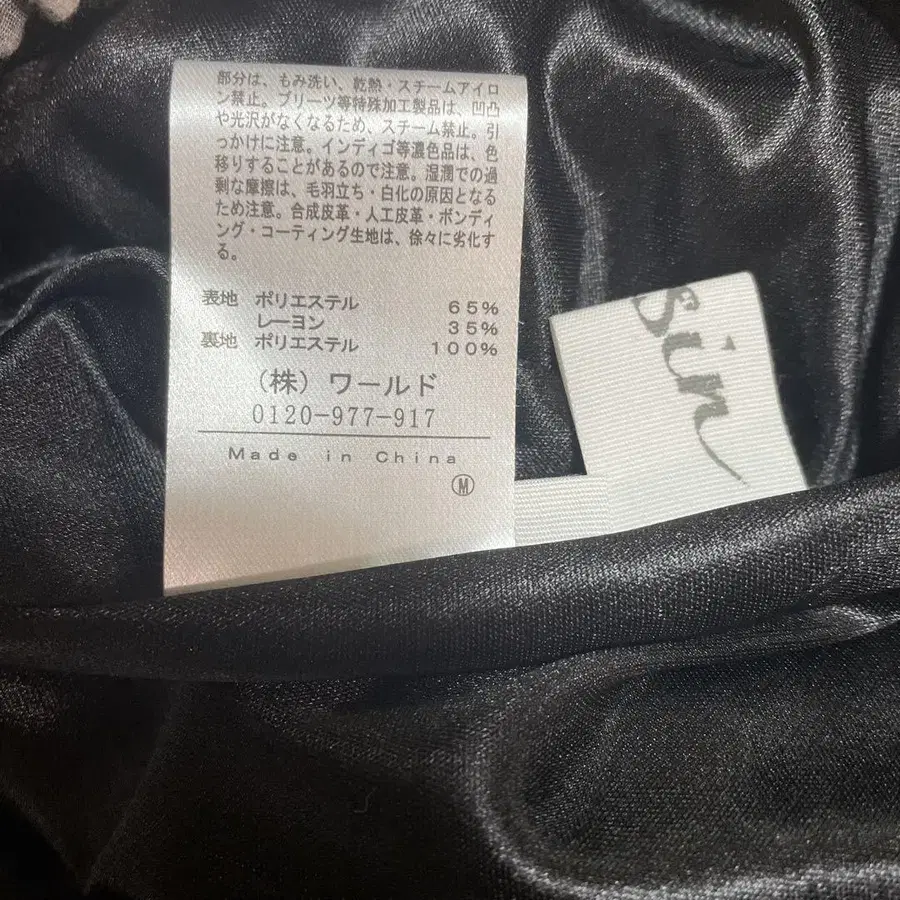 部分は、もみ洗い、乾熱・スチームアイロ
ン禁止。プリーツ等特殊加工製品は、凹凸
や光沢がなくなるため、スチーム禁止。引
っかけに注意。インディゴ等濃色品は、色
移りすることがあるので注意。湿潤での過
剰な摩擦は、毛羽立ち・白化の原因となる
ため注意。合成皮革・人工皮革・ボンディ
ング・コーティング生地は、徐々に劣化す
る。
表地 ポリエステル 65%
レーヨン 35%
裏地 ポリエステル 100%
(株) ワールド
0120-977-917
Made in China
Ⓜ
sin